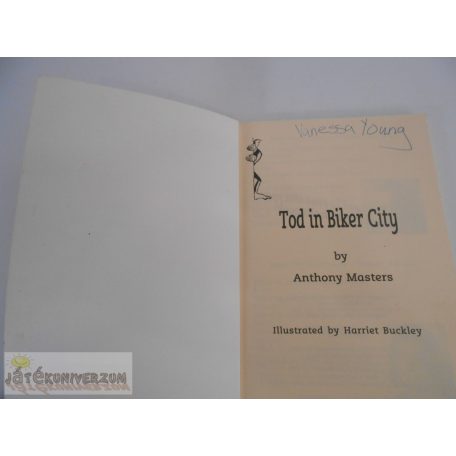 Vanessa Young
Tod in Biker City
by
Anthony Masters
Illustrated by Harriet Buckley
JÁTÉKUNIVERZUM